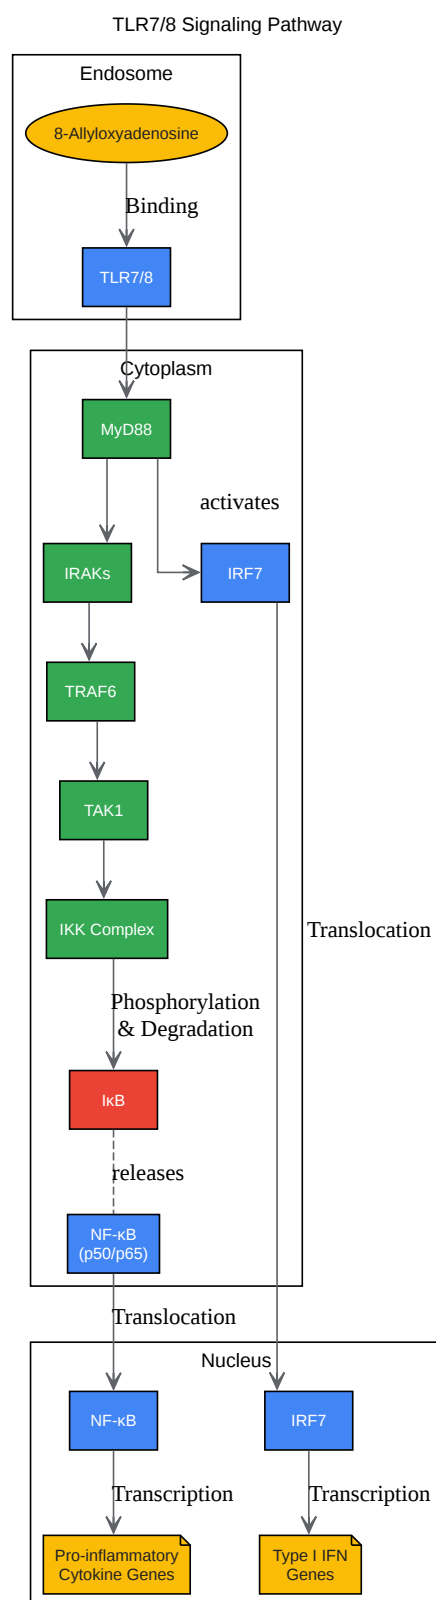 TLR7/8 Signaling Pathway
Endosome
8-Allyloxyadenosine
Binding
TLR7/8
Cytoplasm
MyD88
activates
IRAKs
IRF7
TRAF6
TAK1
IKK Complex
Translocation
Phosphorylation
& Degradation
IκB
releases
NF-κB
(p50/p65)
Translocation
Nucleus
NF-κB
IRF7
Transcription
Transcription
Pro-inflammatory
Cytokine Genes
Type I IFN
Genes